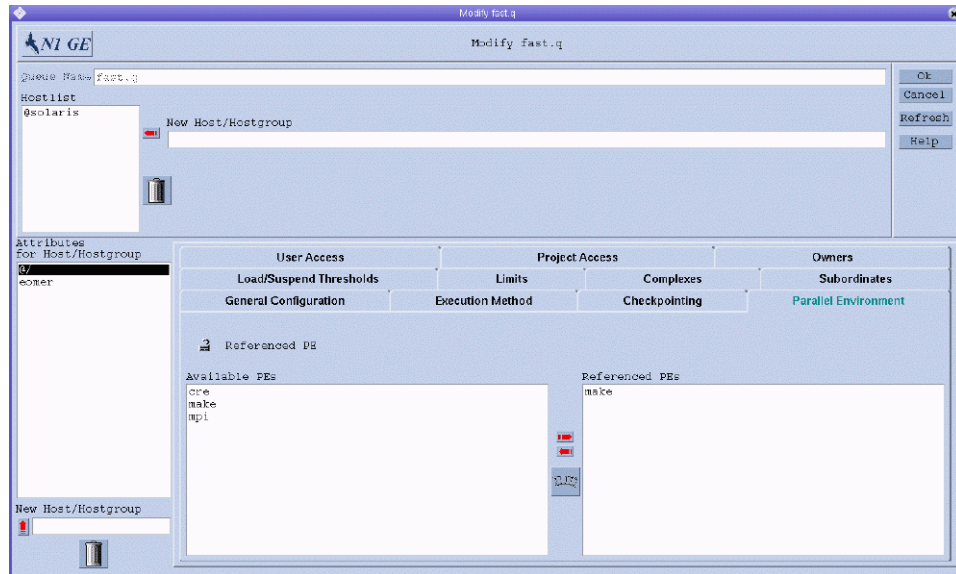 Modify fast.q
N1 GE
Modify fast.q
Queue Name fast.q
Ok
Cancel
Refresh
Help
Hostlist
@solaris
New Host/Hostgroup
Attributes
for Host/Hostgroup
@/
eomer
User Access
Project Access
Owners
Load/Suspend Thresholds
Limits
Complexes
Subordinates
General Configuration
Execution Method
Checkpointing
Parallel Environment
Referenced PE
Available PEs
cre
make
mpi
Referenced PEs
make
New Host/Hostgroup